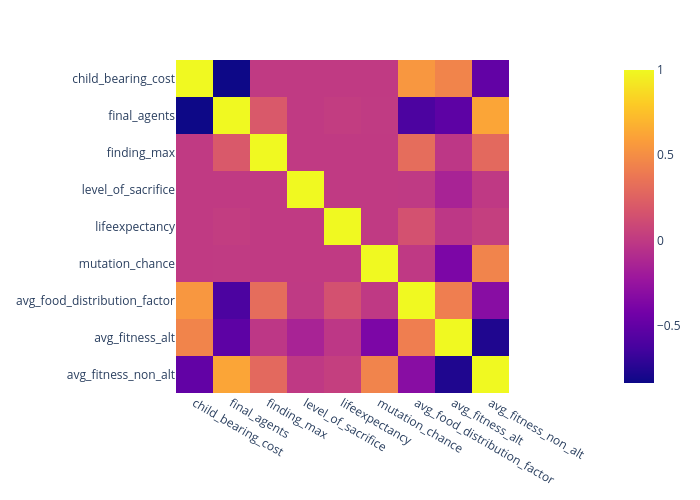 child_bearing_cost
final_agents
finding_max
level_of_sacrifice
lifeexpectancy
mutation_chance
avg_food_distribution_factor
avg_fitness_alt
avg_fitness_non_alt
child_bearing_cost
final_agents
finding_max
level_of_sacrifice
lifeexpectancy
mutation_chance
avg_food_distribution_factor
avg_fitness_alt
avg_fitness_non_alt
1
0.5
0
−0.5